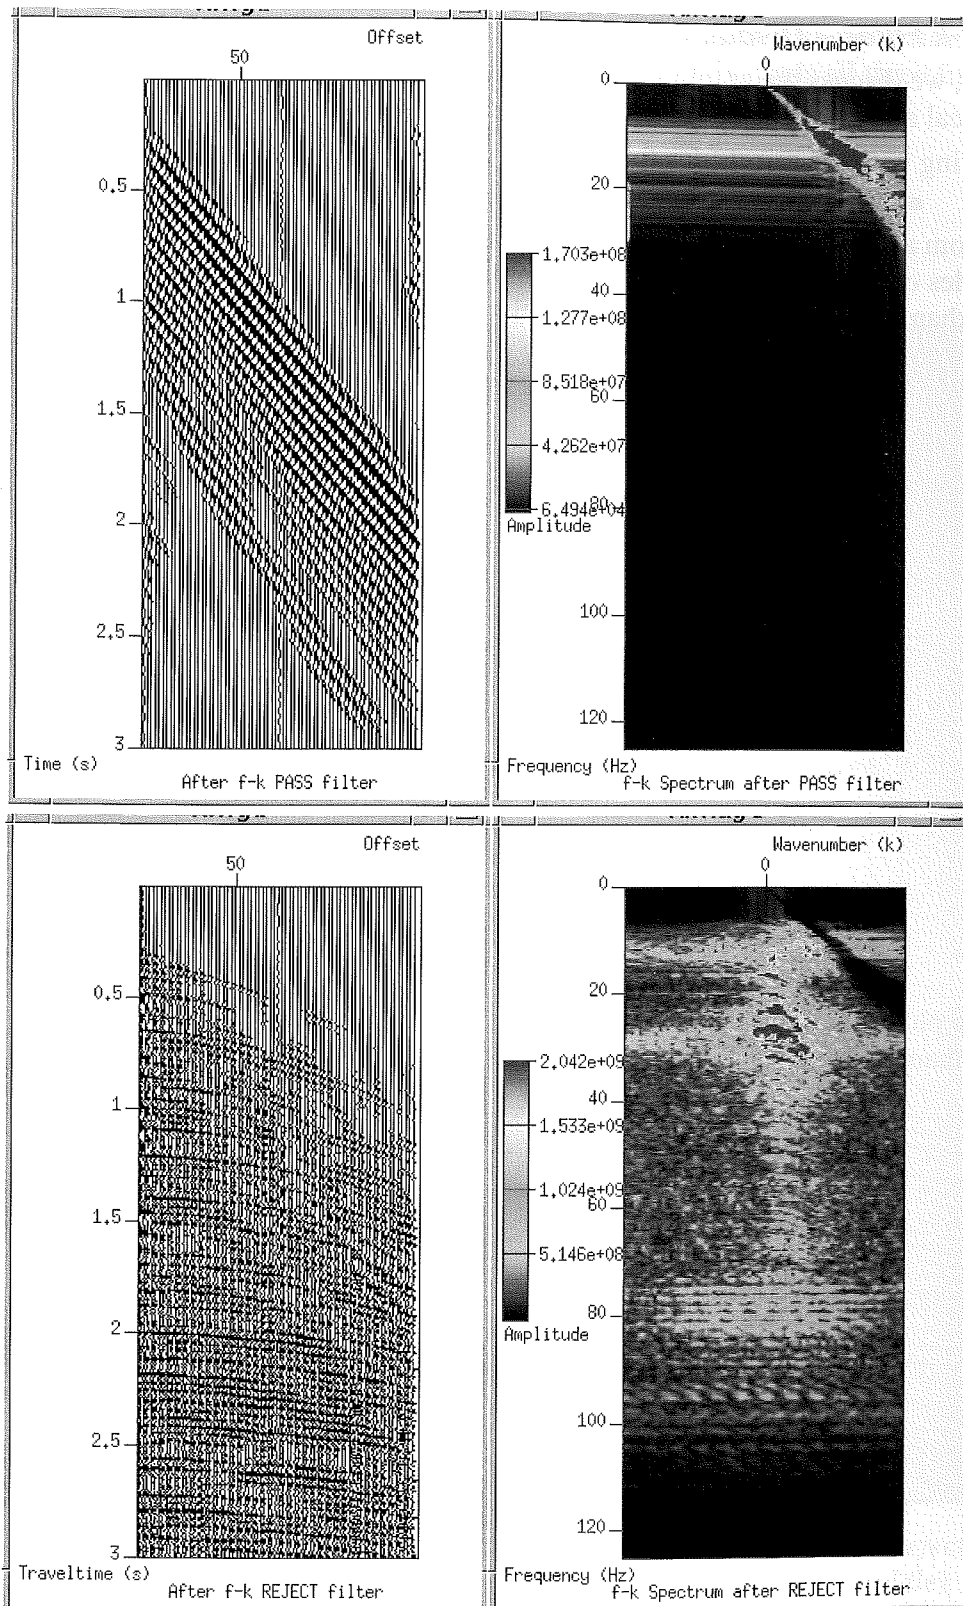 Offset
50
0.5
1
1.5
2
2.5
3
Time (s)
After f-k PASS filter
Wavenumber (k)
0
0
20
40
60
80
100
120
1.703e+08
1.277e+08
8.518e+07
4.262e+07
6.494e+04
Amplitude
Frequency (Hz)
f-k Spectrum after PASS filter
Offset
50
0.5
1
1.5
2
2.5
3
Traveltime (s)
After f-k REJECT filter
Wavenumber (k)
0
0
20
40
60
80
100
120
2.042e+09
1.533e+09
1.024e+09
5.146e+08
Amplitude
Frequency (Hz)
f-k Spectrum after REJECT filter